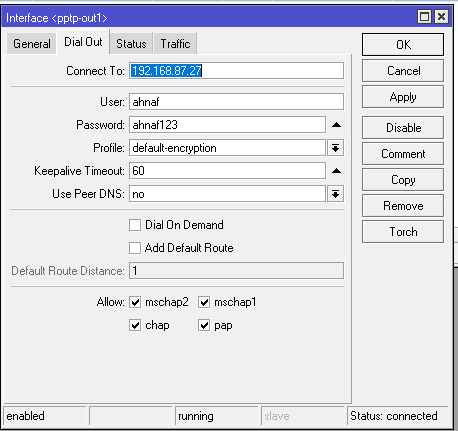 Interface <pptp-out1>
General Dial Out Status Traffic
OK
Connect To: 192.168.87.27
Cancel
User: ahnaf
Apply
Password: ahnaf123
Disable
Profile: default-encryption
Comment
Keepalive Timeout: 60
Copy
Use Peer DNS: no
Remove
Dial On Demand
Torch
Add Default Route
Default Route Distance: 1
Allow: mschap2 mschap1
chap pap
enabled running slave Status: connected